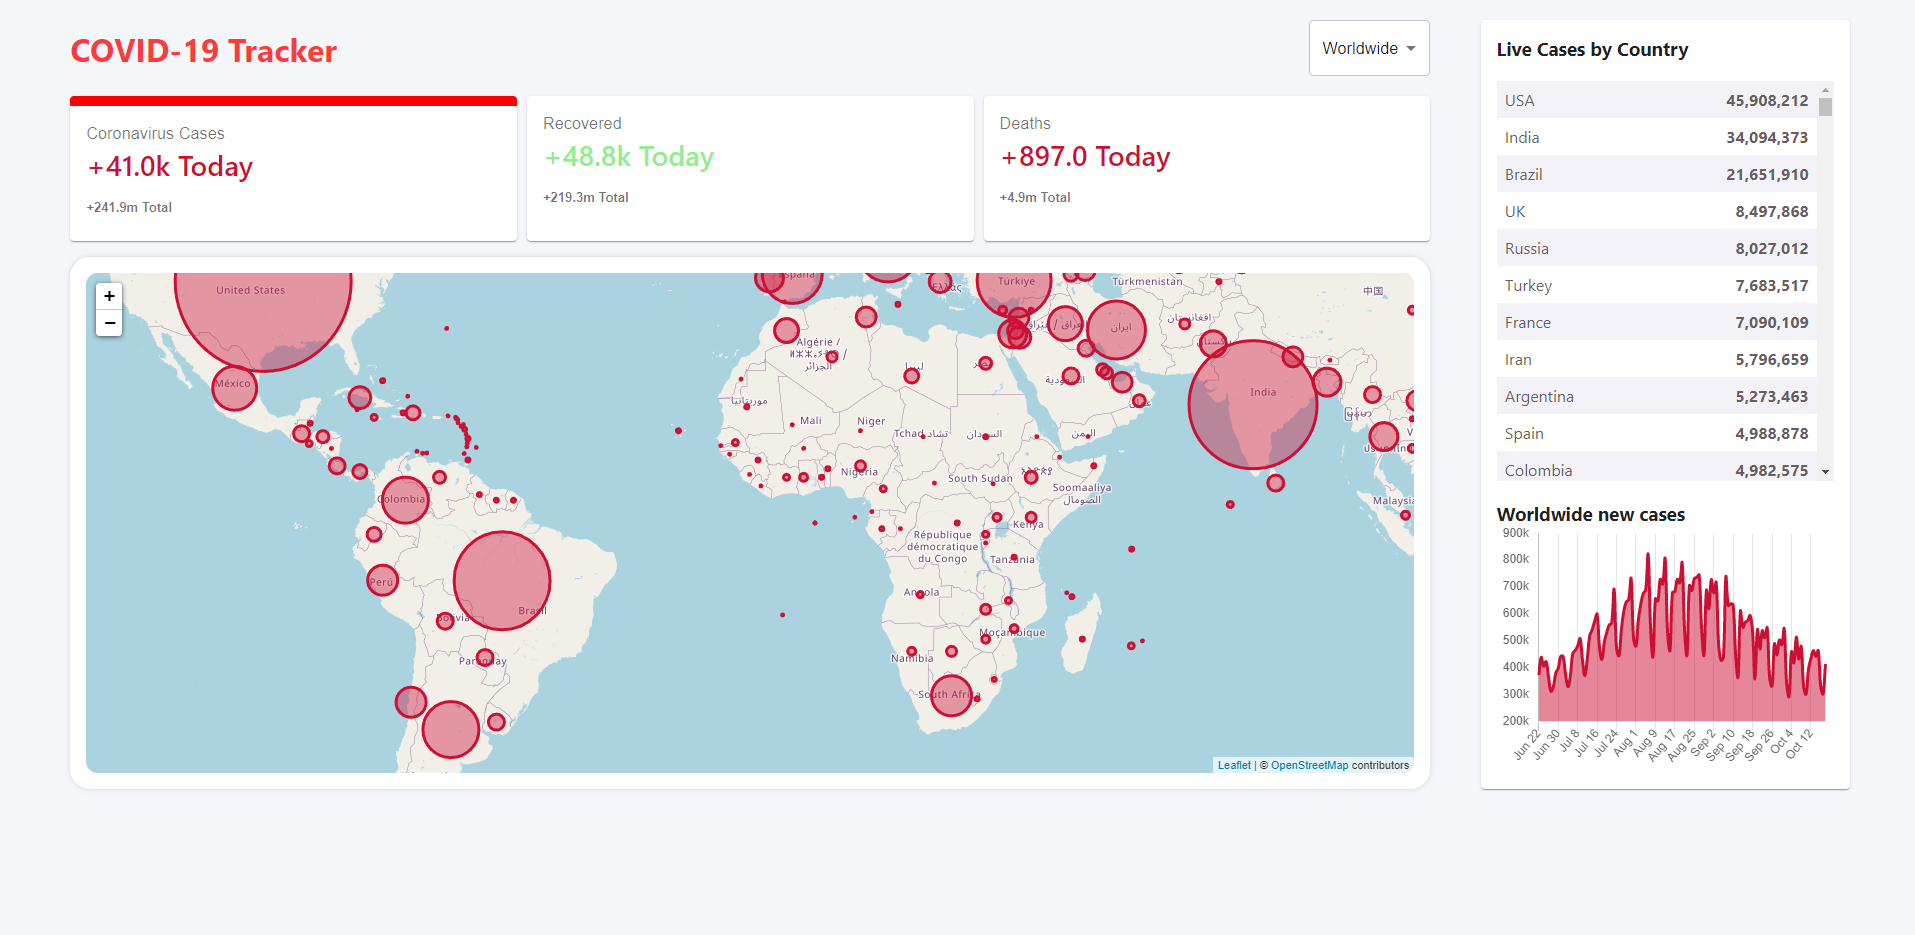 COVID-19 Tracker
Worldwide
Coronavirus Cases
+41.0k Today
+241.9m Total
Recovered
+48.8k Today
+219.3m Total
Deaths
+897.0 Today
+4.9m Total
+
−
United States
México
Colombia
Perú
Brasil
Bolivia
Paraguay
España
Ελλάς
Türkiye
Türkmenistan
中国
Algérie /
الجزائر
ليبيا
مصر
العراق
ایران
افغانستان
پاکستان
السعودية
عمان
India
موريتانيا
Mali
Niger
Tchad تشاد
السودان
اليمن
Nigeria
South Sudan
Soomaaliya
الصومال
Kenya
République
démocratique
du Congo
Tanzania
Angola
Moçambique
Namibia
South Africa
Malaysia
Leaflet | © OpenStreetMap contributors
Live Cases by Country
USA 45,908,212
India 34,094,373
Brazil 21,651,910
UK 8,497,868
Russia 8,027,012
Turkey 7,683,517
France 7,090,109
Iran 5,796,659
Argentina 5,273,463
Spain 4,988,878
Colombia 4,982,575
Worldwide new cases
900k
800k
700k
600k
500k
400k
300k
200k
Jun 22
Jun 30
Jul 8
Jul 16
Jul 24
Aug 1
Aug 9
Aug 17
Aug 25
Sep 2
Sep 10
Sep 18
Sep 26
Oct 4
Oct 12